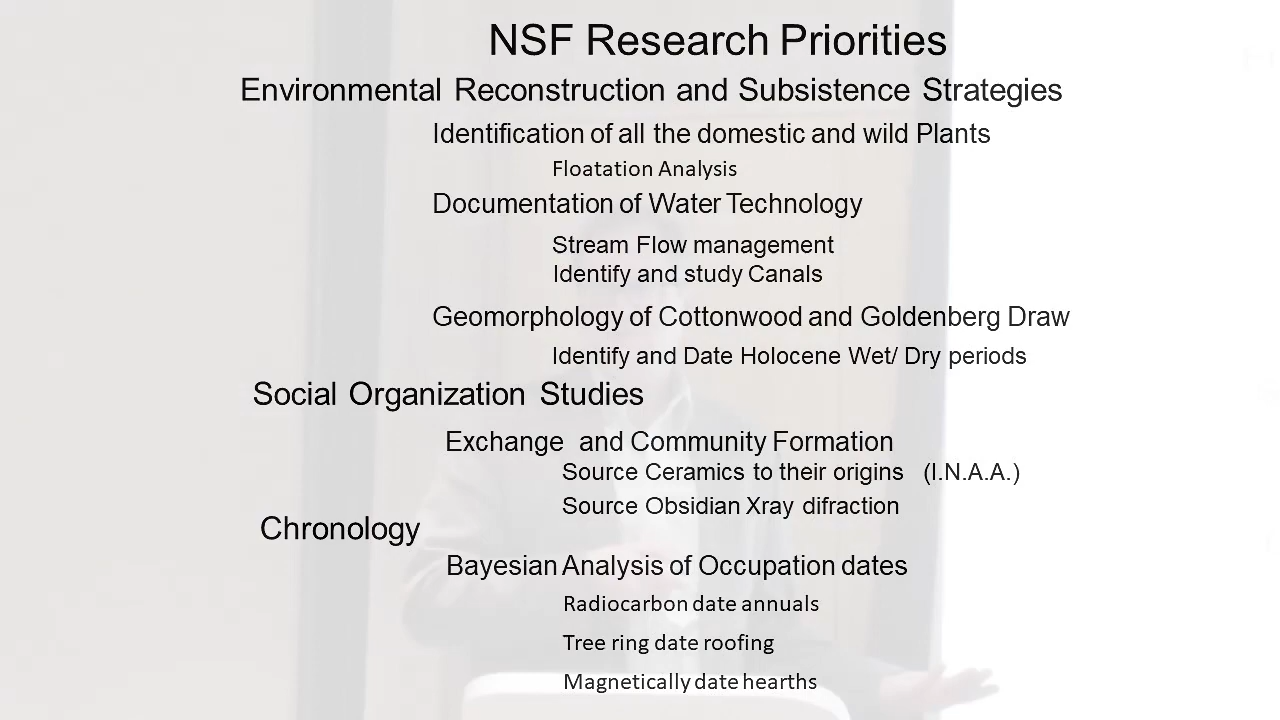 NSF Research Priorities
Environmental Reconstruction and Subsistence Strategies
Identification of all the domestic and wild Plants
Floatation Analysis
Documentation of Water Technology
Stream Flow management
Identify and study Canals
Geomorphology of Cottonwood and Goldenberg Draw
Identify and Date Holocene Wet/ Dry periods
Social Organization Studies
Exchange and Community Formation
Source Ceramics to their origins (I.N.A.A.)
Source Obsidian Xray difraction
Chronology
Bayesian Analysis of Occupation dates
Radiocarbon date annuals
Tree ring date roofing
Magnetically date hearths